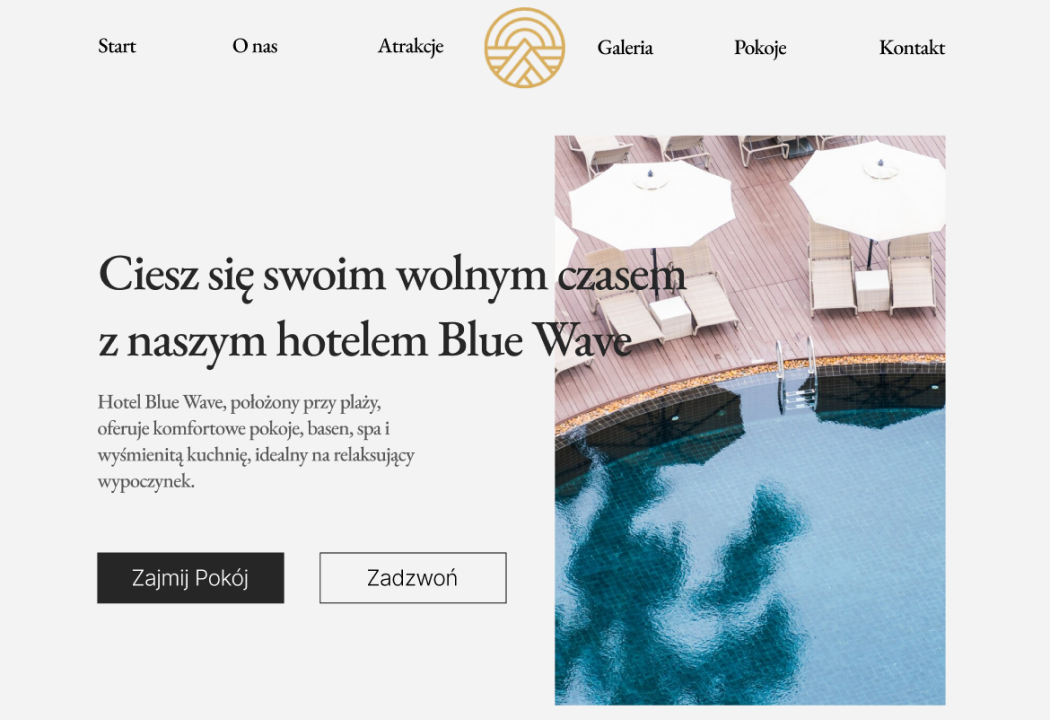 Start
O nas
Atrakcje
Galeria
Pokoje
Kontakt
Ciesz się swoim wolnym czasem
z naszym hotelem Blue Wave
Hotel Blue Wave, położony przy plaży,
oferuje komfortowe pokoje, basen, spa i
wyśmienitą kuchnię, idealny na relaksujący
wypoczynek.
Zajmij Pokój
Zadzwoń